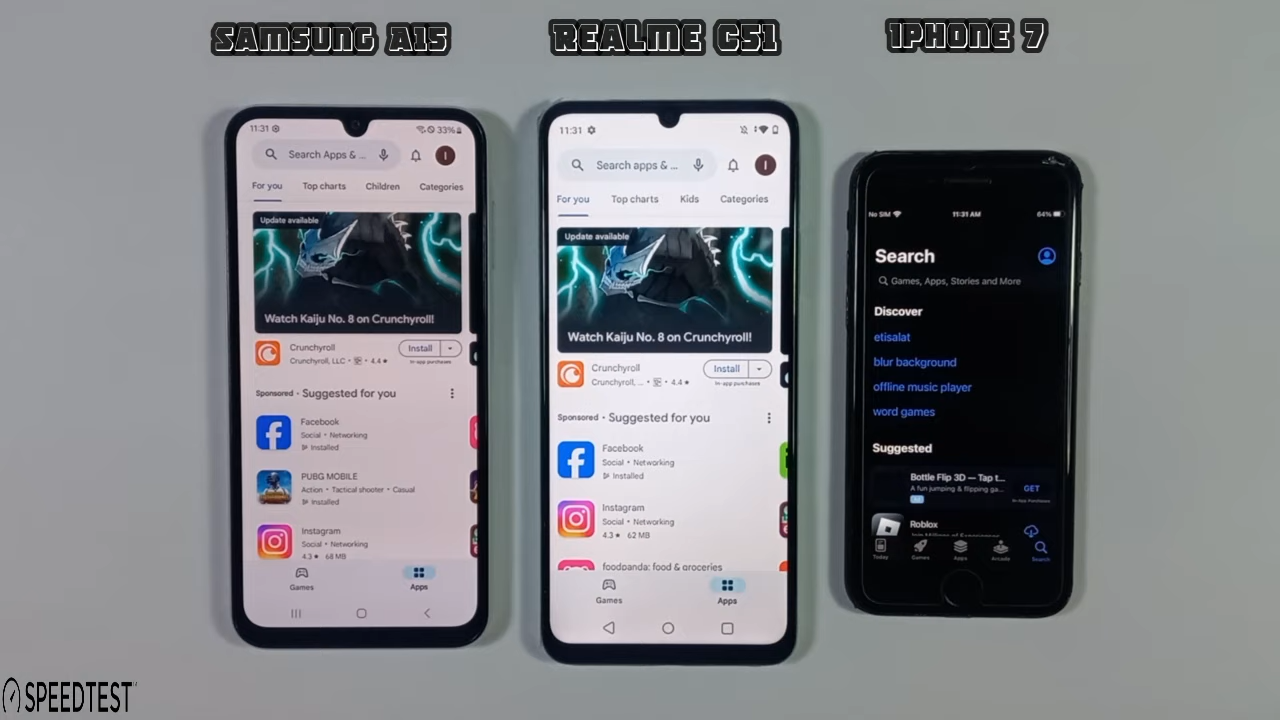 SAMSUNG A15
REALME C51
IPHONE 7
11:31
33%
Search Apps & ...
I
For you
Top charts
Children
Categories
Update available
Watch Kaiju No. 8 on Crunchyroll!
Crunchyroll
Crunchyroll, LLC • 4.4 ★
Install
In-app purchases
Sponsored • Suggested for you
Facebook
Social • Networking
Installed
PUBG MOBILE
Action • Tactical shooter • Casual
Installed
Instagram
Social • Networking
4.3 ★ 68 MB
Games
Apps
11:31
Search apps & ...
I
For you
Top charts
Kids
Categories
Update available
Watch Kaiju No. 8 on Crunchyroll!
Crunchyroll
Crunchyroll, ... • 4.4 ★
Install
In-app purchases
Sponsored • Suggested for you
Facebook
Social • Networking
Installed
Instagram
Social • Networking
4.3 ★ 62 MB
foodpanda: food & groceries
Games
Apps
No SIM
11:31 AM
64%
Search
Games, Apps, Stories and More
Discover
etisalat
blur background
offline music player
word games
Suggested
Bottle Flip 3D — Tap t...
A fun jumping & flipping ga...
Ad
GET
In-App Purchases
Roblox
Today
Games
Apps
Arcade
Search
SPEEDTEST